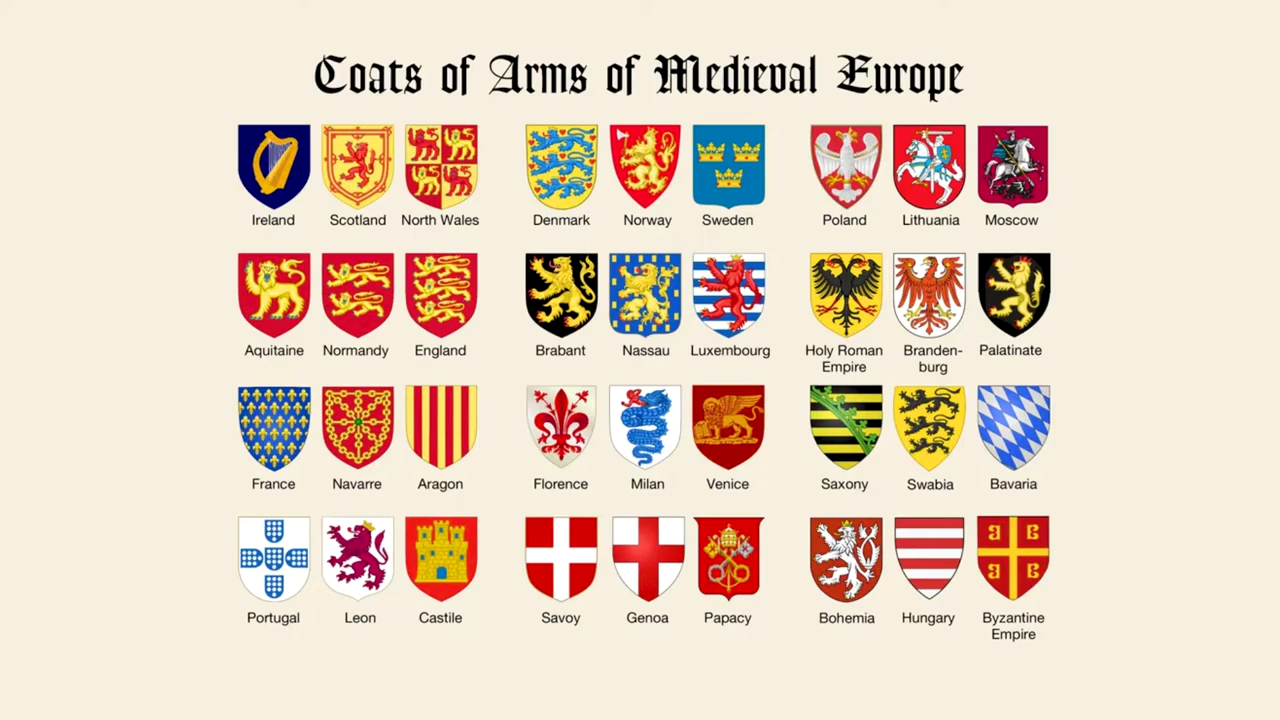 Coats of Arms of Medieval Europe
Ireland Scotland North Wales Denmark Norway Sweden Poland Lithuania Moscow
Aquitaine Normandy England Brabant Nassau Luxembourg Holy Roman Branden- Palatinate
Empire burg
France Navarre Aragon Florence Milan Venice Saxony Swabia Bavaria
Portugal Leon Castile Savoy Genoa Papacy Bohemia Hungary Byzantine
Empire